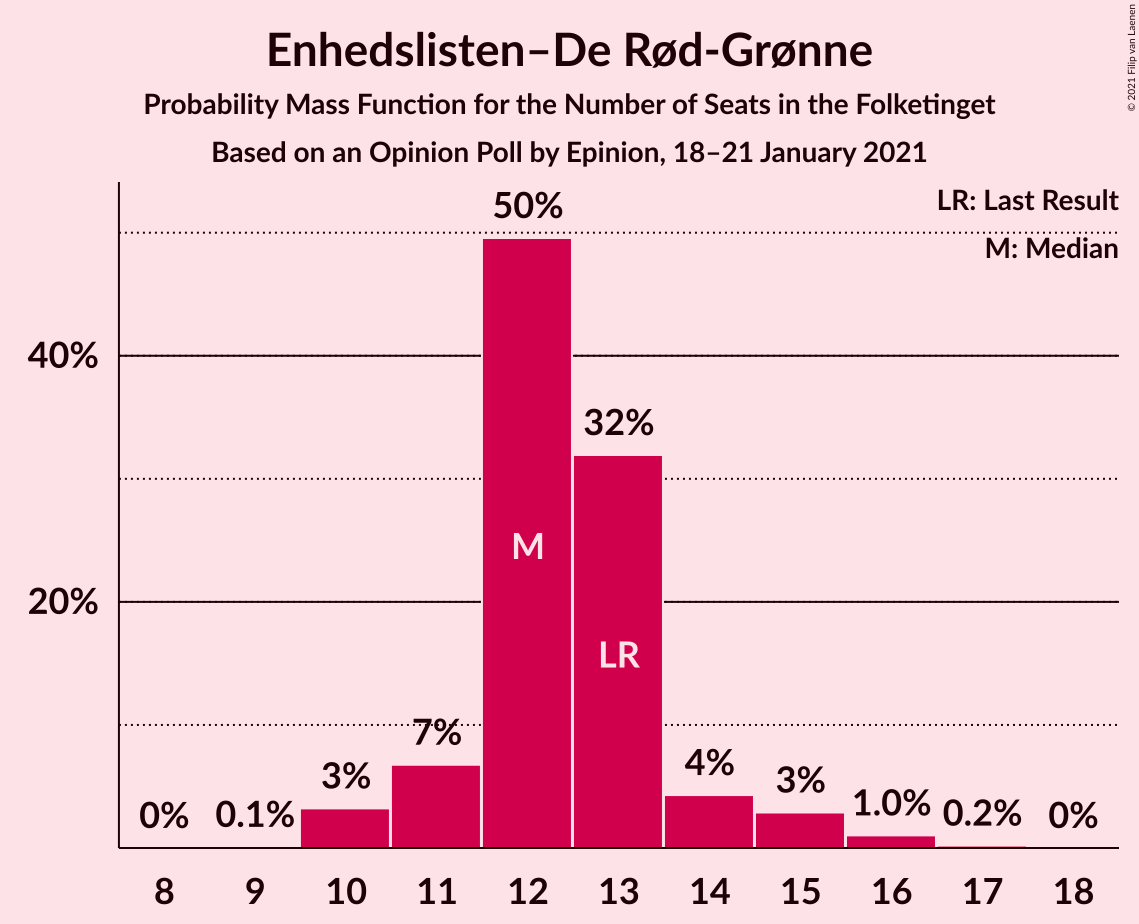 Enhedslisten–De Rød-Grønne
Probability Mass Function for the Number of Seats in the Folketinget
Based on an Opinion Poll by Epinion, 18–21 January 2021
© 2021 Filip van Laenen
LR: Last Result
M: Median
50%
40%
32%
M
20%
LR
7%
4%
3%
3%
1.0%
0%
0.1%
0.2%
0%
8 9 10 11 12 13 14 15 16 17 18